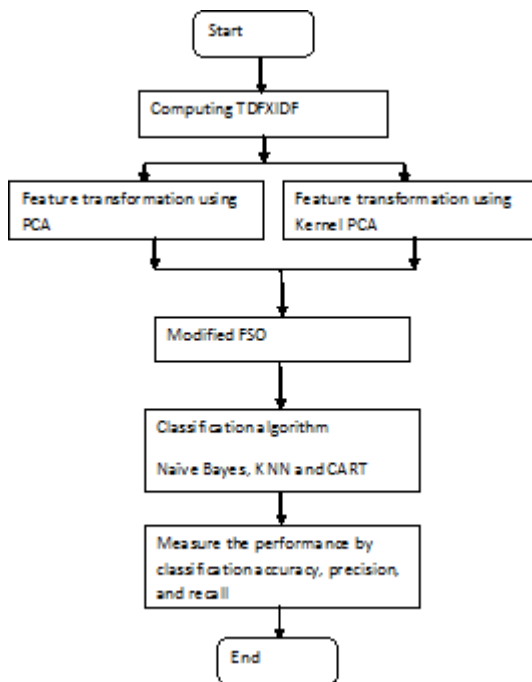 Start
Computing TDFXIDF
Feature transformation using
PCA
Feature transformation using
Kernel PCA
Modified FSO
Classification algorithm
Naïve Bayes, KNN and CART
Measure the performance by
classification accuracy, precision,
and recall
End